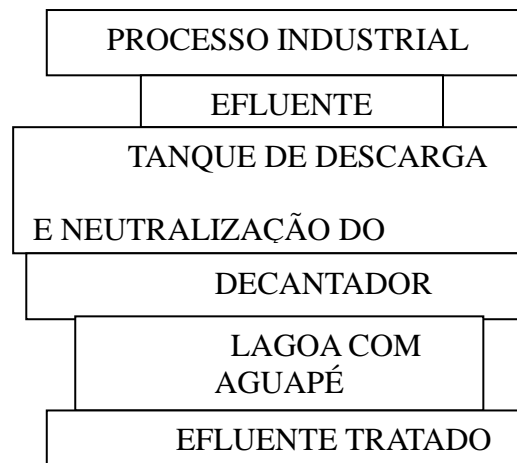 PROCESSO INDUSTRIAL
EFLUENTE
TANQUE DE DESCARGA
E NEUTRALIZAÇÃO DO
DECANTADOR
LAGOA COM
AGUAPÉ
EFLUENTE TRATADO